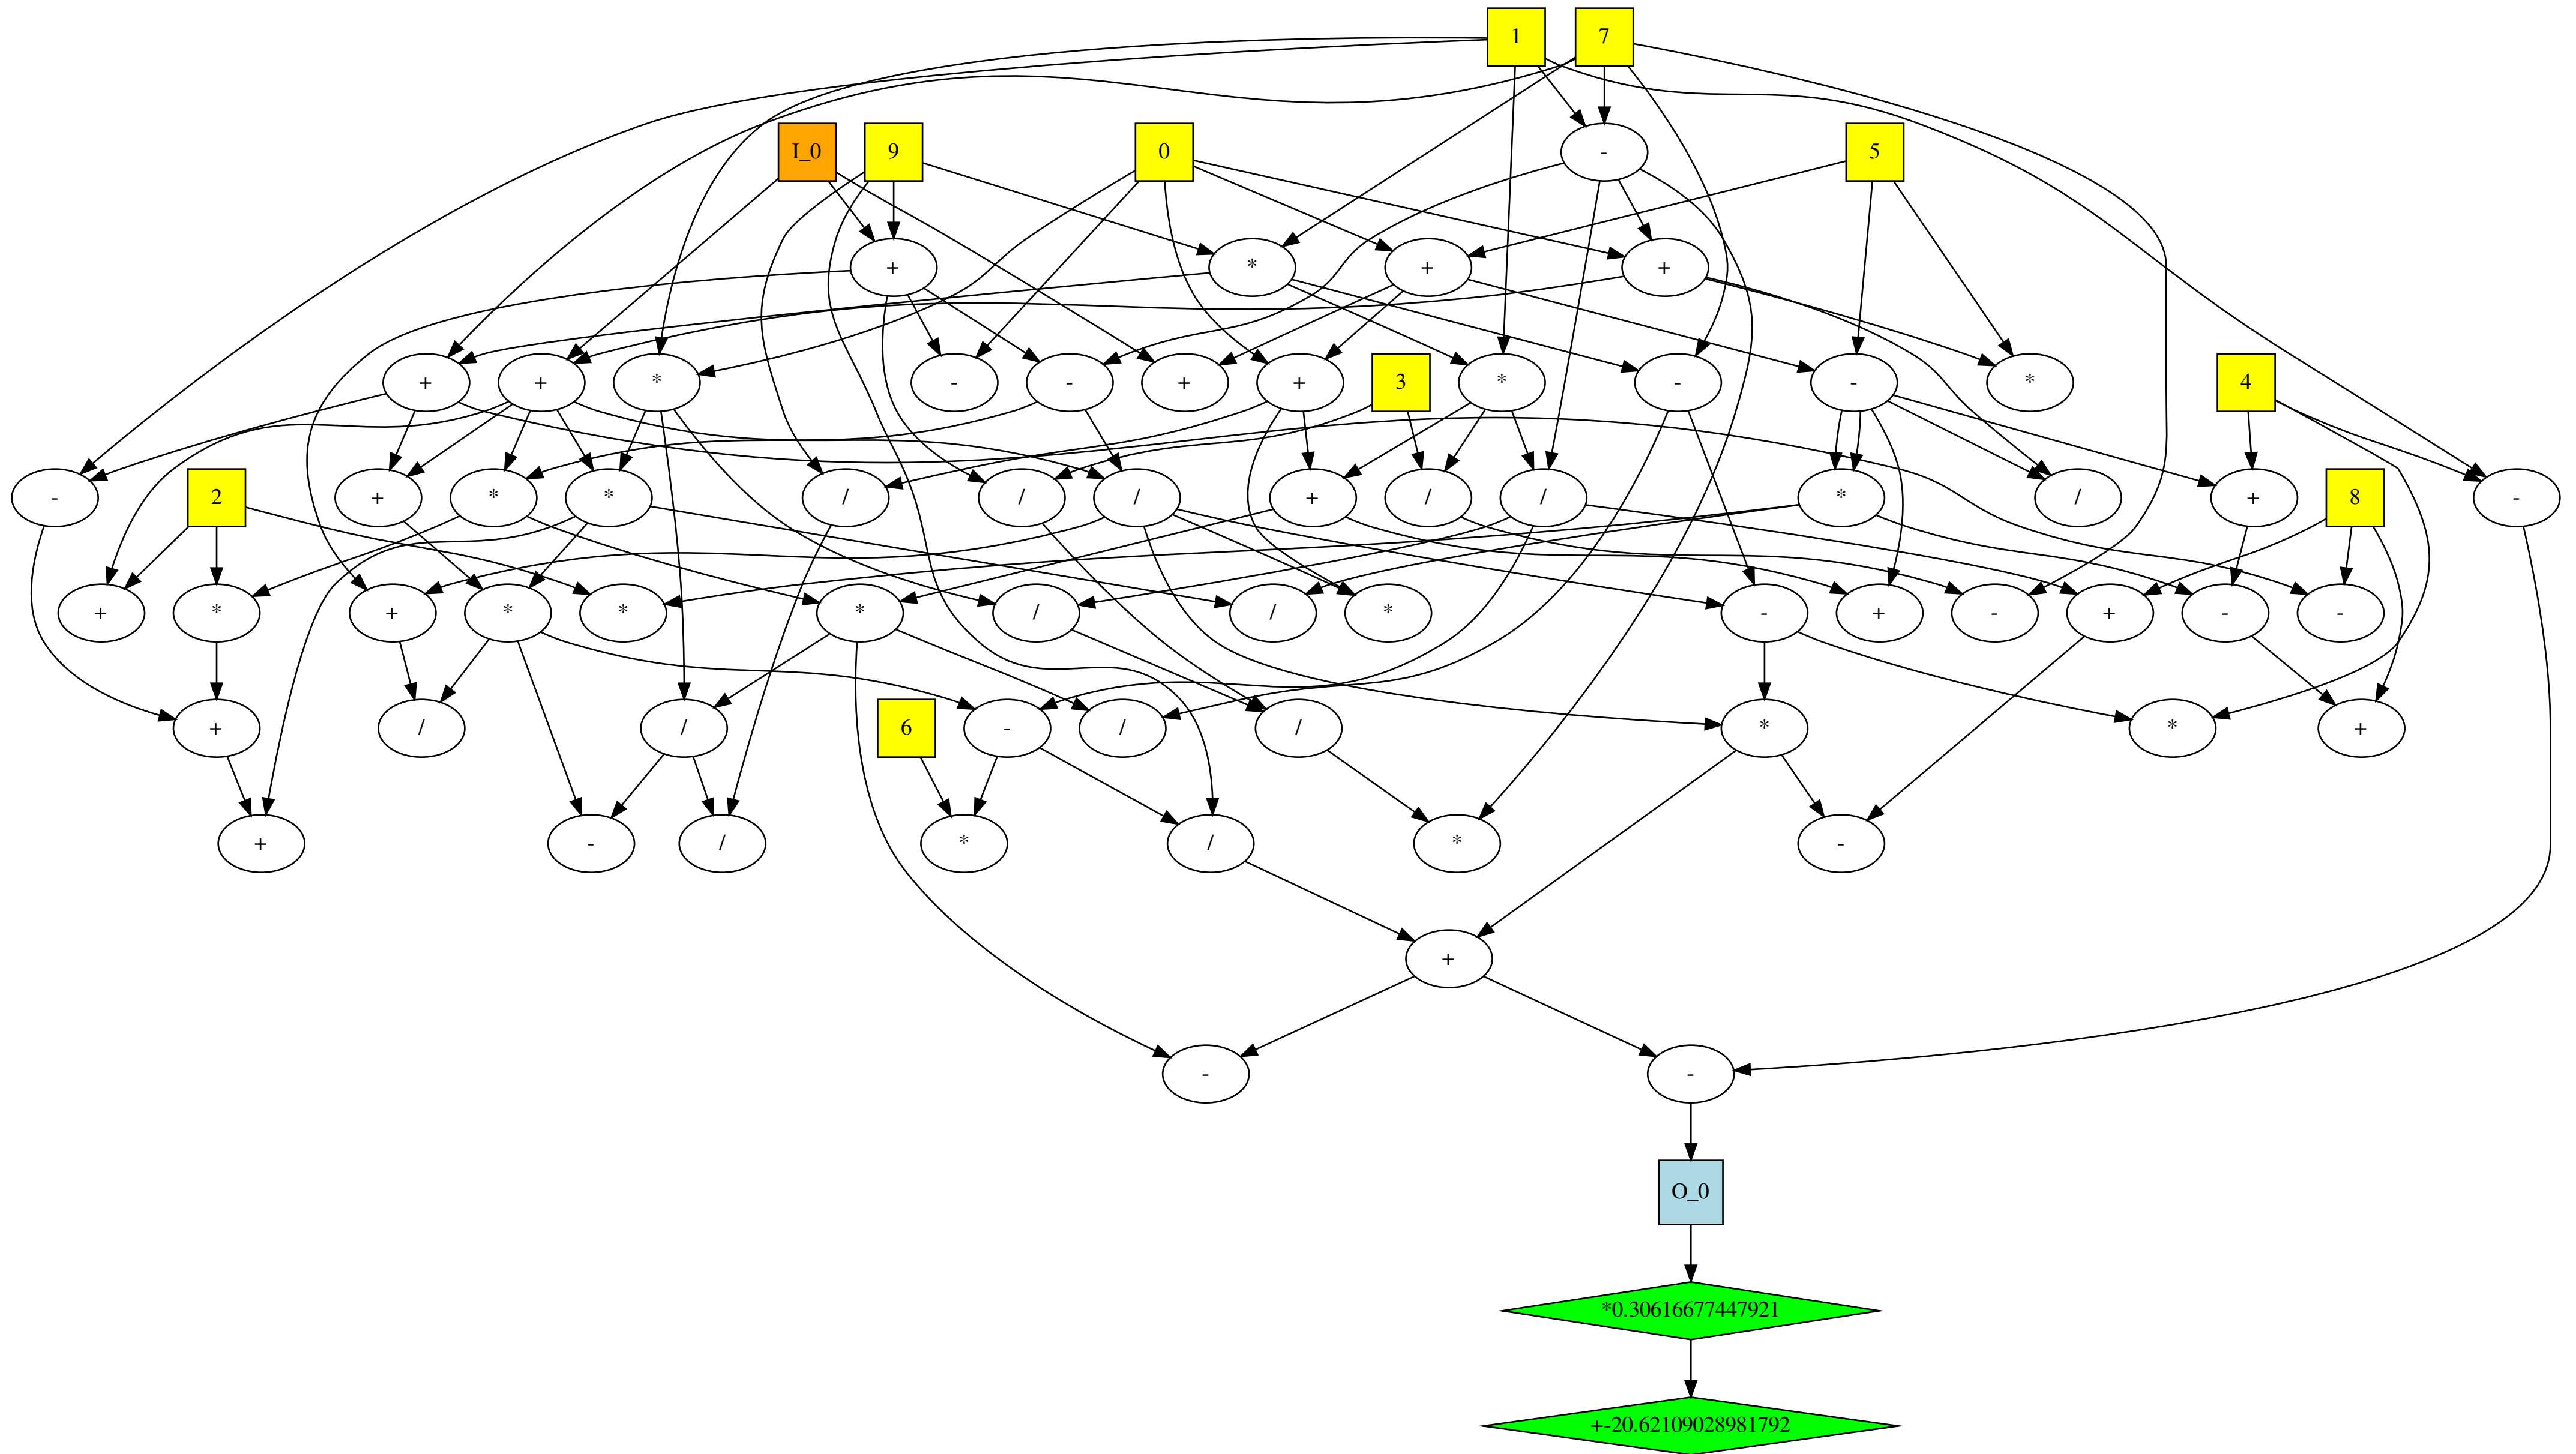 1 7
I_0 9 0 5
-
+ * + +
+ + * - - + + 3 * - - * 4
- 2 + * * / / / + / / * / + 8 -
+ * + * * * / / * - + - + - -
+ / / 6 - / / * * +
+ - / * / * -
+
- -
O_0
*0.30616677447921
+-20.62109028981792